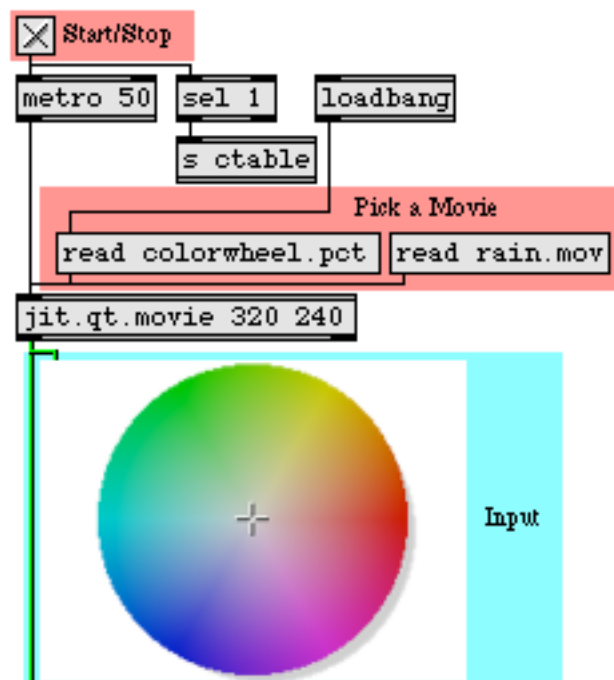 Start/Stop
metro 50
sel 1
loadbang
s ctable
Pick a Movie
read colorwheel.pct
read rain.mov
jit.qt.movie 320 240
Input